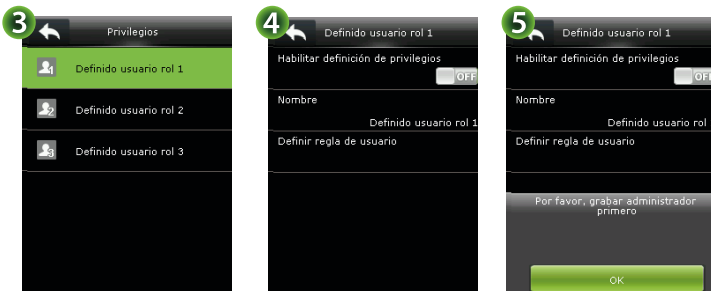 3
Privilegios
Definido usuario rol 1
Definido usuario rol 2
Definido usuario rol 3
4
Definido usuario rol 1
Habilitar definición de privilegios
OFF
Nombre
Definido usuario rol 1
Definir regla de usuario
5
Definido usuario rol 1
Habilitar definición de privilegios
OFF
Nombre
Definido usuario rol
Definir regla de usuario
Por favor, grabar administrador
primero
OK